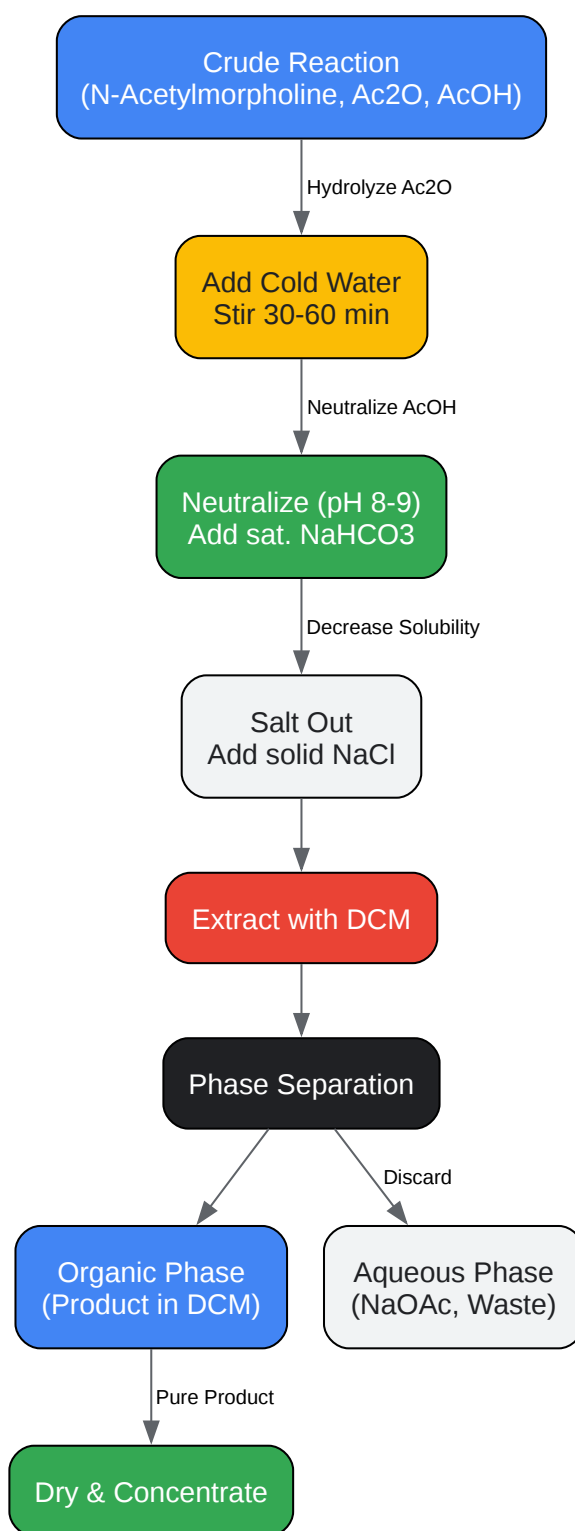 Crude Reaction
(N-Acetylmorpholine, Ac2O, AcOH)
Hydrolyze Ac2O
Add Cold Water
Stir 30-60 min
Neutralize AcOH
Neutralize (pH 8-9)
Add sat. NaHCO3
Decrease Solubility
Salt Out
Add solid NaCl
Extract with DCM
Phase Separation
Discard
Organic Phase
(Product in DCM)
Aqueous Phase
(NaOAc, Waste)
Pure Product
Dry & Concentrate